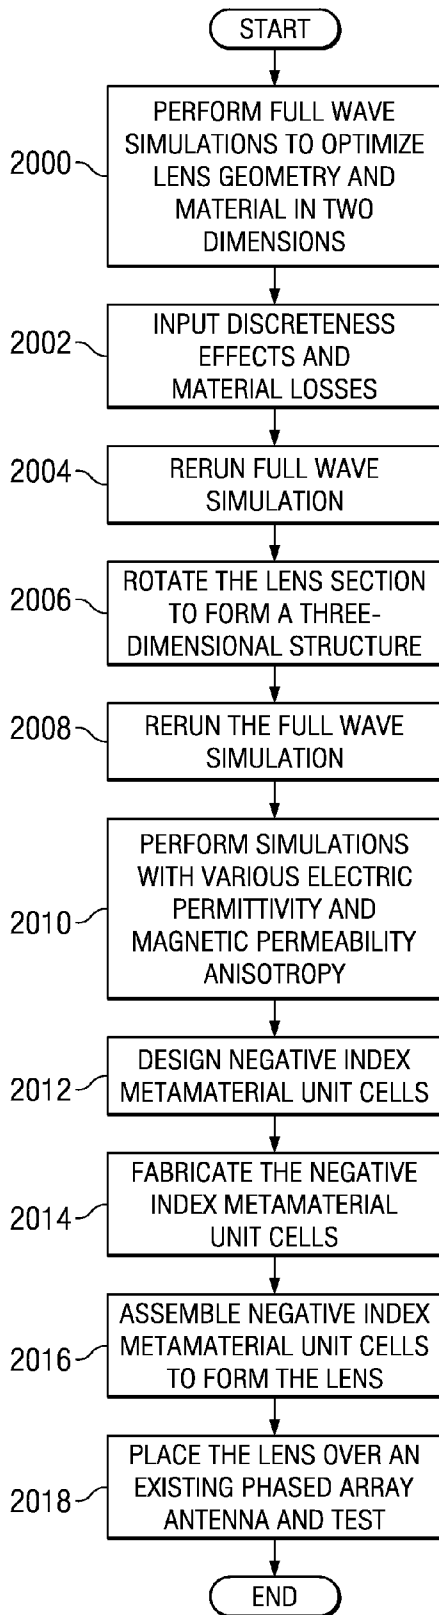 START
2000
PERFORM FULL WAVE
SIMULATIONS TO OPTIMIZE
LENS GEOMETRY AND
MATERIAL IN TWO
DIMENSIONS
2002
INPUT DISCRETENESS
EFFECTS AND
MATERIAL LOSSES
2004
RERUN FULL WAVE
SIMULATION
2006
ROTATE THE LENS SECTION
TO FORM A THREE-
DIMENSIONAL STRUCTURE
2008
RERUN THE FULL WAVE
SIMULATION
2010
PERFORM SIMULATIONS
WITH VARIOUS ELECTRIC
PERMITTIVITY AND
MAGNETIC PERMEABILITY
ANISOTROPY
2012
DESIGN NEGATIVE INDEX
METAMATERIAL UNIT CELLS
2014
FABRICATE THE NEGATIVE
INDEX METAMATERIAL
UNIT CELLS
2016
ASSEMBLE NEGATIVE INDEX
METAMATERIAL UNIT CELLS
TO FORM THE LENS
2018
PLACE THE LENS OVER AN
EXISTING PHASED ARRAY
ANTENNA AND TEST
END